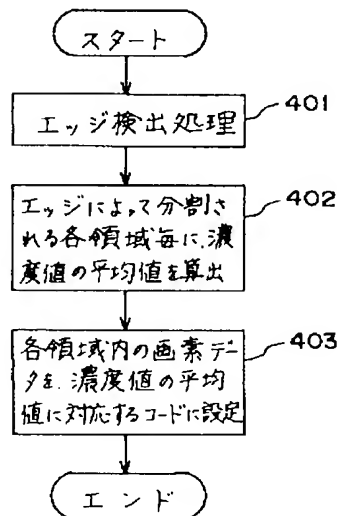 スタート
エッジ検出処理
401
エッジによって分割さ
れる各領域毎に、濃
度値の平均値を算出
402
各領域内の画素デー
タを、濃度値の平均
値に対応するコードに設定
403
エンド